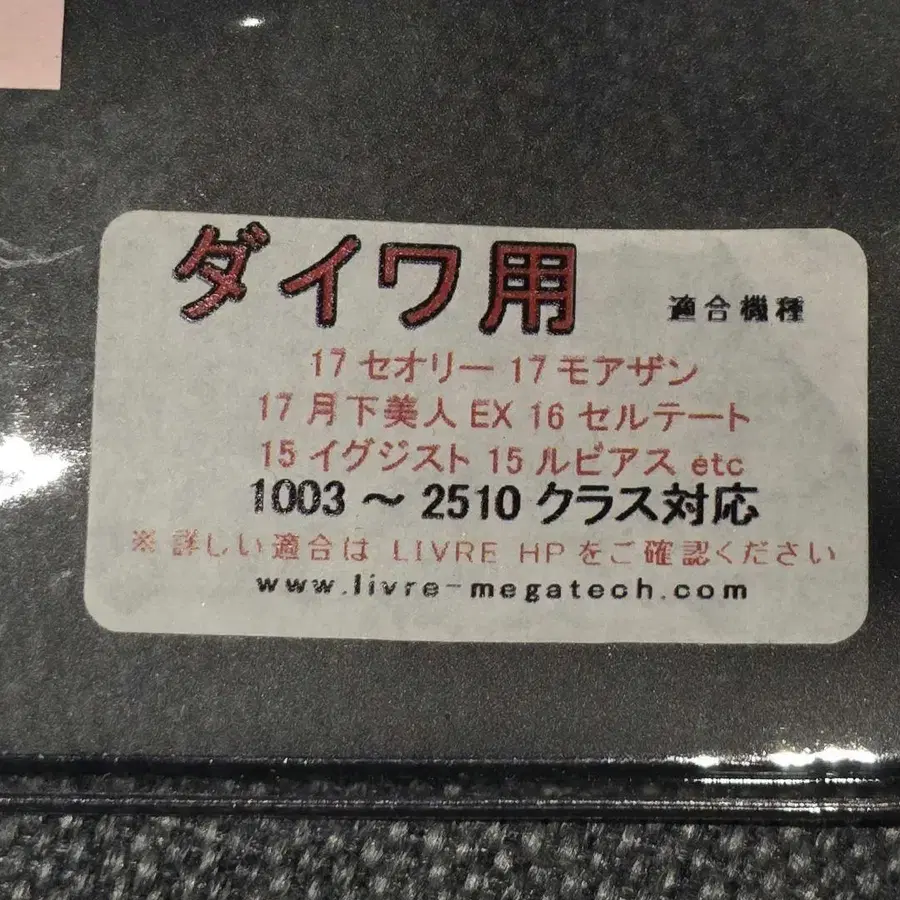 ダイワ用 適合機種
17 セオリー 17 モアザン
17 月下美人 EX 16 セルテート
15 イグジスト 15 ルビアス etc
1003 ～ 2510 クラス対応
※ 詳しい適合は LIVRE HP をご確認ください
www.livre-megatech.com